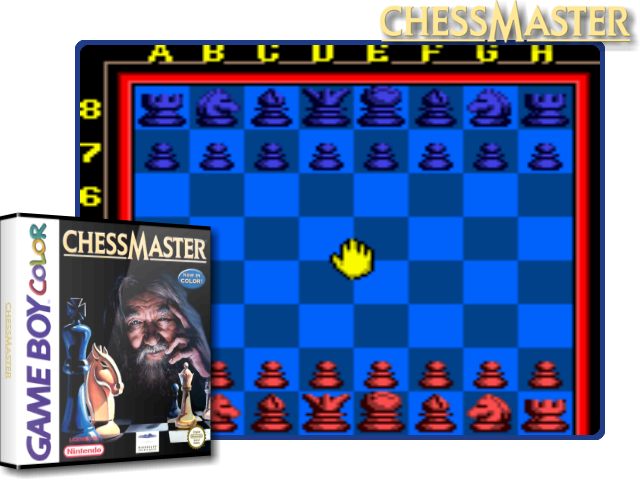 CHESSMASTER
A B C D E F G H
8
7
6
GAME BOY COLOR
CHESSMASTER
NOW IN
COLOR!
CHESSMASTER
Nintendo